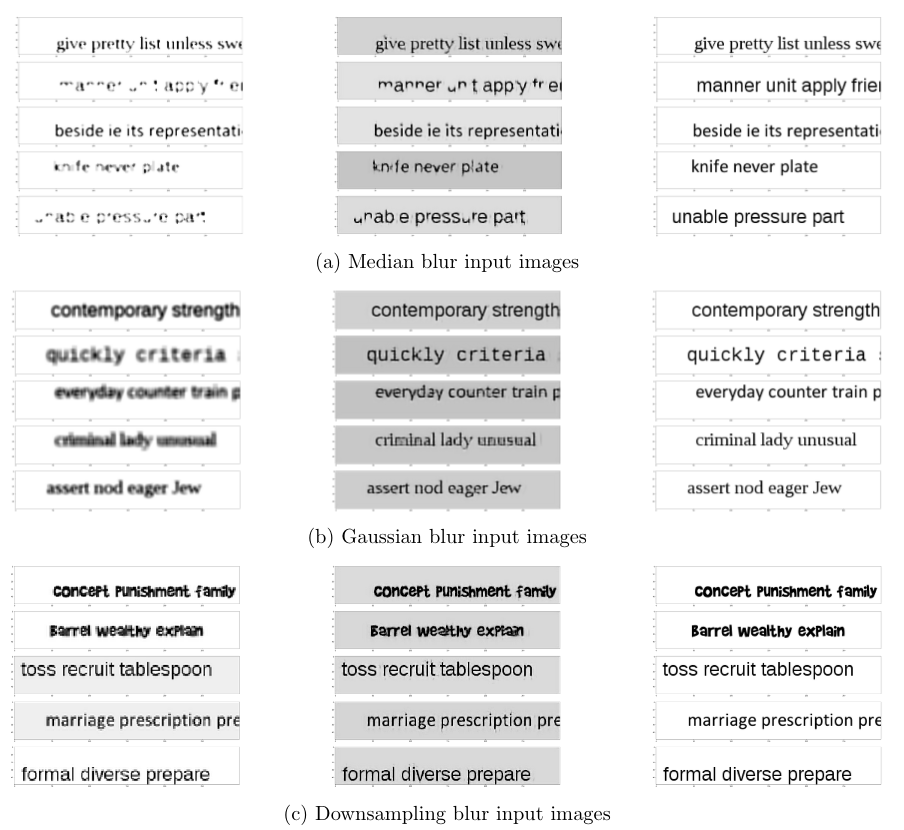 give pretty list unless swe give pretty list unless swe give pretty list unless swe
manner unit apply frie manner unit apply frie manner unit apply frie
beside ie its representati beside ie its representati beside ie its representati
knife never plate knife never plate knife never plate
unable pressure part unable pressure part unable pressure part
(a) Median blur input images
contemporary strength contemporary strength contemporary strength
quickly criteria quickly criteria quickly criteria
everyday counter train p everyday counter train p everyday counter train p
criminal lady unusual criminal lady unusual criminal lady unusual
assert nod eager Jew assert nod eager Jew assert nod eager Jew
(b) Gaussian blur input images
concept Punishment family concept Punishment family concept Punishment family
Barrel wealthy exPlain Barrel wealthy exPlain Barrel wealthy exPlain
toss recruit tablespoon toss recruit tablespoon toss recruit tablespoon
marriage prescription pre marriage prescription pre marriage prescription pre
formal diverse prepare formal diverse prepare formal diverse prepare
(c) Downsampling blur input images